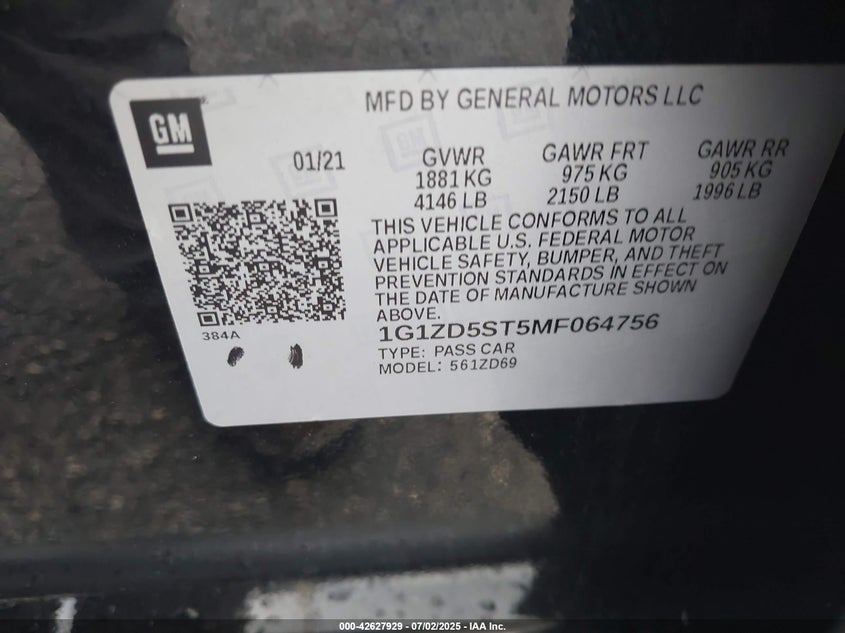 GM
MFD BY GENERAL MOTORS LLC
01/21
GVWR
1881 KG
4146 LB
GAWR FRT
975 KG
2150 LB
GAWR RR
905 KG
1996 LB
THIS VEHICLE CONFORMS TO ALL
APPLICABLE U.S. FEDERAL MOTOR
VEHICLE SAFETY, BUMPER, AND THEFT
PREVENTION STANDARDS IN EFFECT ON
THE DATE OF MANUFACTURE SHOWN
ABOVE.
384A
1G1ZD5ST5MF064756
TYPE: PASS CAR
MODEL: 561ZD69
000-42627929 - 07/02/2025 - IAA Inc.